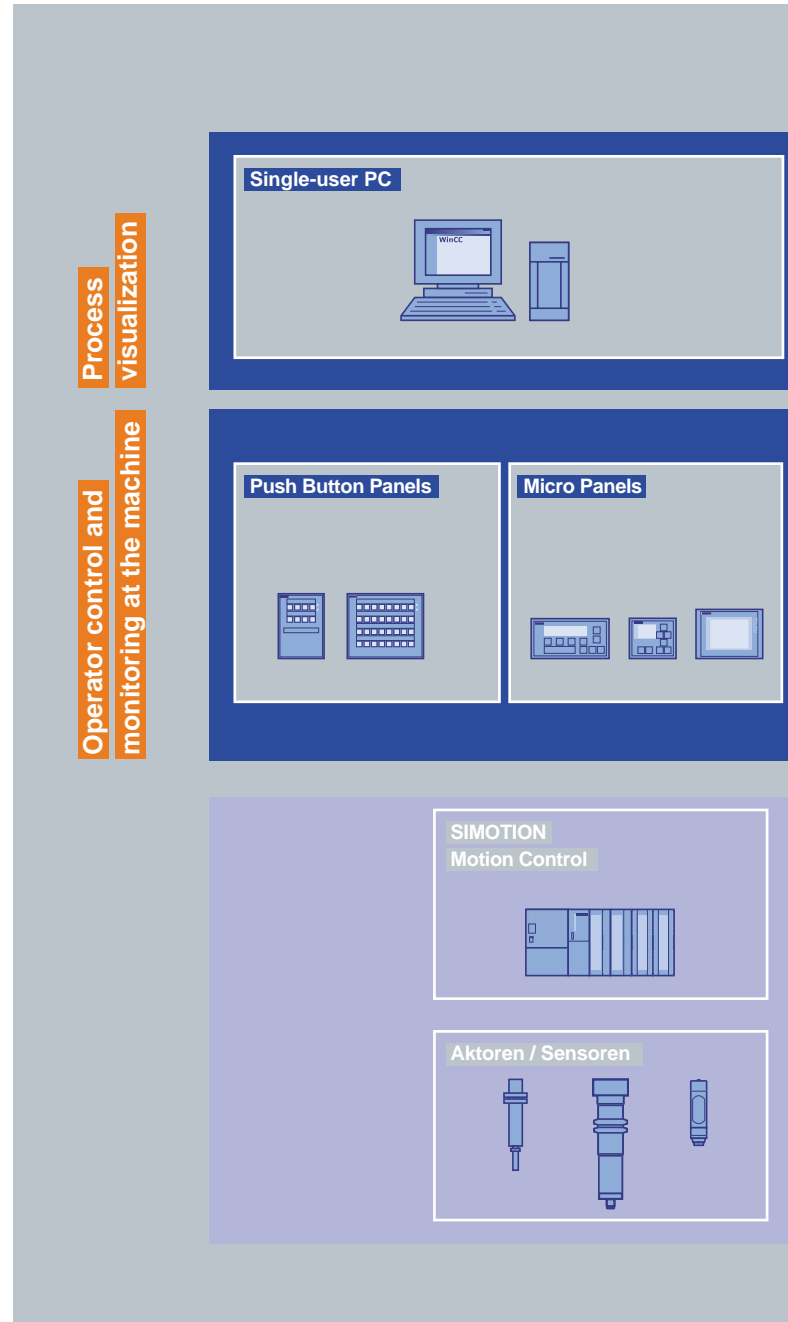 Process
visualization
Single-user PC
WinCC
Operator control and
monitoring at the machine
Push Button Panels
Micro Panels
SIMOTION
Motion Control
Aktoren / Sensoren